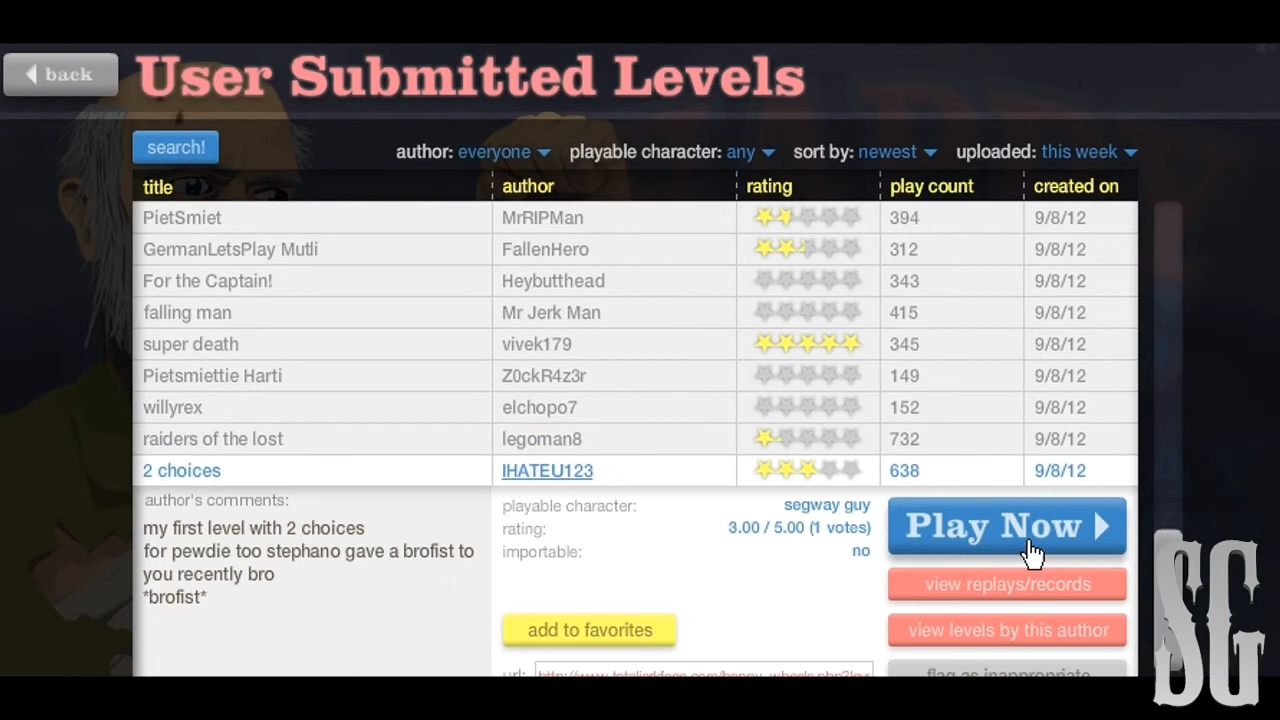 back
User Submitted Levels
search!
author: everyone playable character: any sort by: newest uploaded: this week
title author rating play count created on
PietSmiet MrRIPMan 394 9/8/12
GermanLetsPlay Mutli FallenHero 312 9/8/12
For the Captain! Heybutthead 343 9/8/12
falling man Mr Jerk Man 415 9/8/12
super death vivek179 345 9/8/12
Pietsmiettie Harti Z0ckR4z3r 149 9/8/12
willyrex elchopo7 152 9/8/12
raiders of the lost legoman8 732 9/8/12
2 choices IHATEU123 638 9/8/12
author's comments:
my first level with 2 choices
for pewdie too stephano gave a brofist to
you recently bro
*brofist*
playable character: segway guy
rating: 3.00 / 5.00 (1 votes)
importable: no
add to favorites
Play Now
view replays/records
view levels by this author
flag as inappropriate
url:
SG